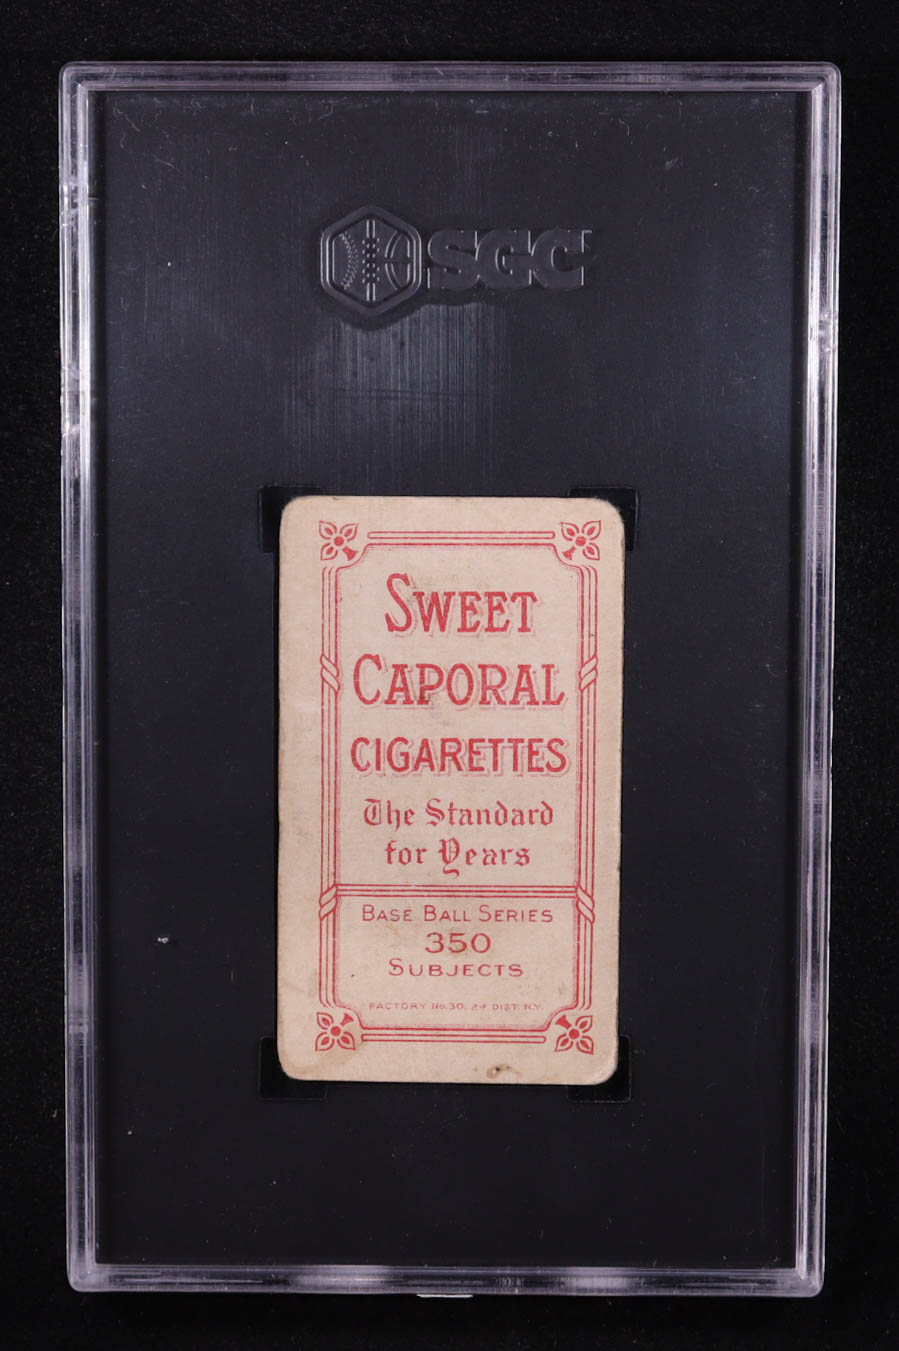 SGC
SWEET
CAPORAL
CIGARETTES
The Standard
for Years
BASE BALL SERIES
350
SUBJECTS
FACTORY No. 30, 2d DIST. N.Y.